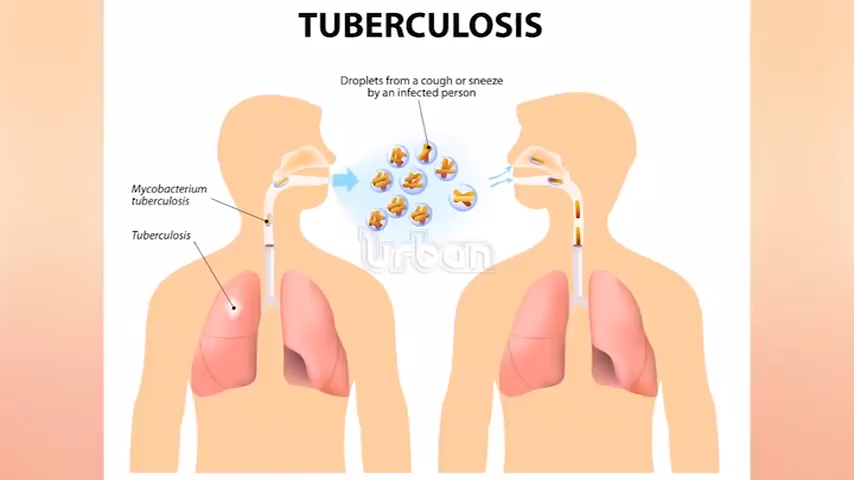 TUBERCULOSIS
Droplets from a cough or sneeze
by an infected person
Mycobacterium
tuberculosis
Tuberculosis
urban